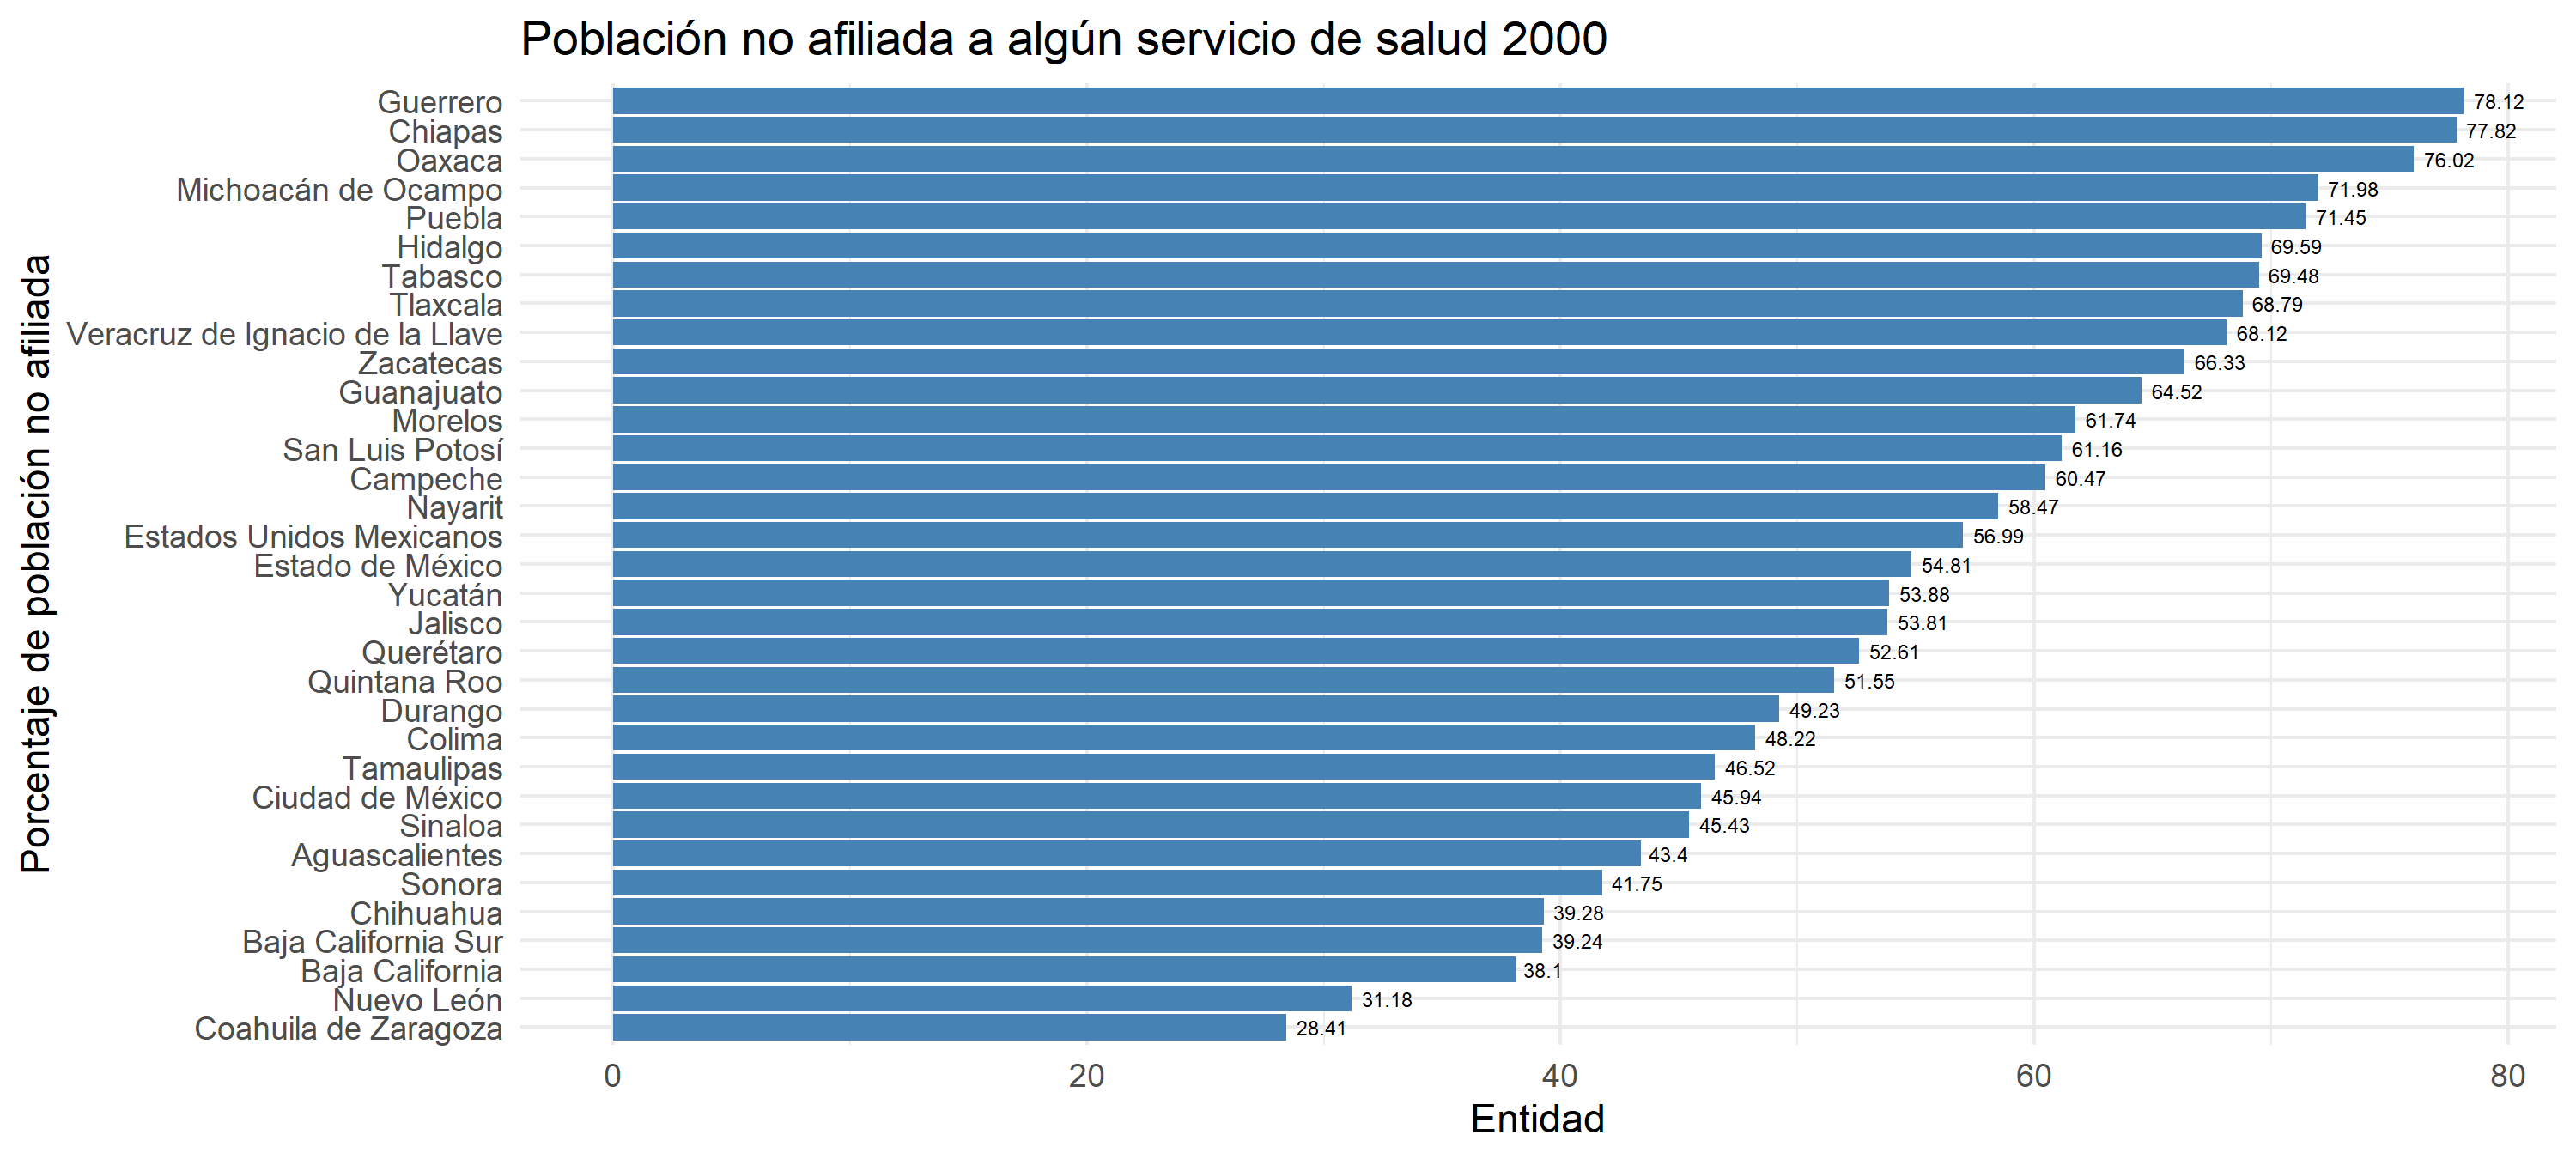 Población no afiliada a algún servicio de salud 2000
Porcentaje de población no afiliada
Guerrero 78.12
Chiapas 77.82
Oaxaca 76.02
Michoacán de Ocampo 71.98
Puebla 71.45
Hidalgo 69.59
Tabasco 69.48
Tlaxcala 68.79
Veracruz de Ignacio de la Llave 68.12
Zacatecas 66.33
Guanajuato 64.52
Morelos 61.74
San Luis Potosí 61.16
Campeche 60.47
Nayarit 58.47
Estados Unidos Mexicanos 56.99
Estado de México 54.81
Yucatán 53.88
Jalisco 53.81
Querétaro 52.61
Quintana Roo 51.55
Durango 49.23
Colima 48.22
Tamaulipas 46.52
Ciudad de México 45.94
Sinaloa 45.43
Aguascalientes 43.4
Sonora 41.75
Chihuahua 39.28
Baja California Sur 39.24
Baja California 38.1
Nuevo León 31.18
Coahuila de Zaragoza 28.41
0 20 40 60 80
Entidad